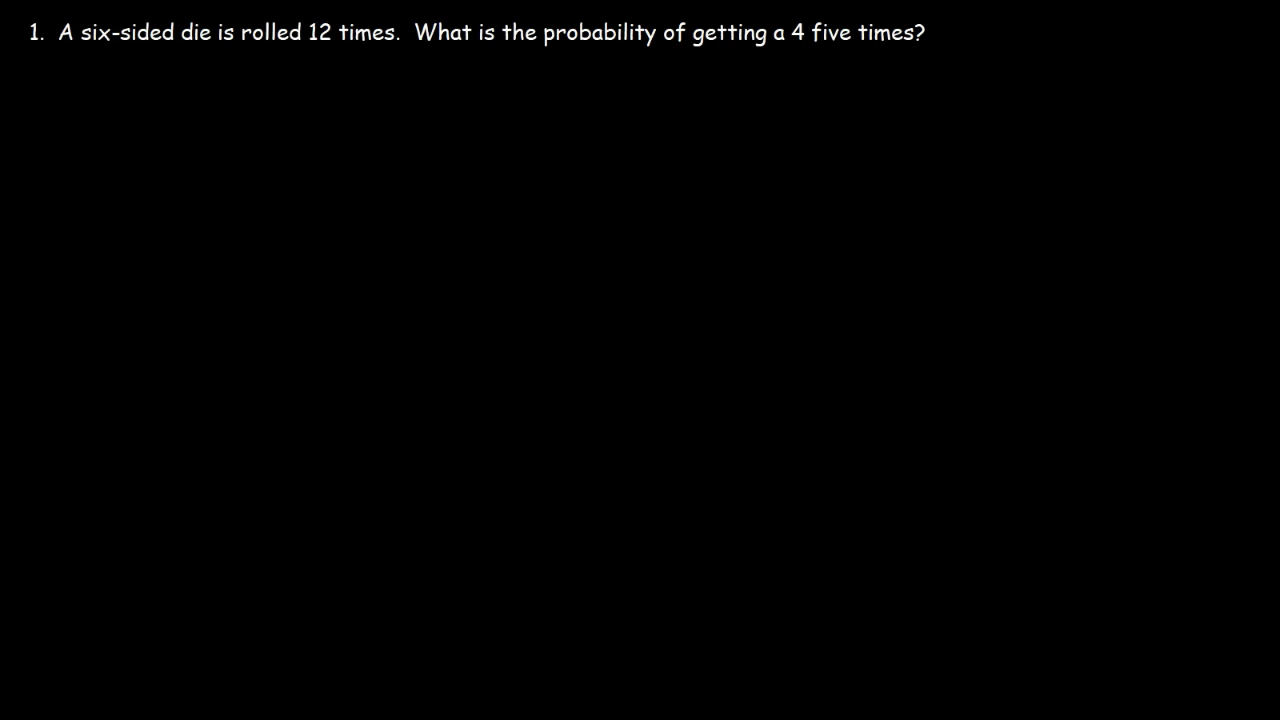 1.  A six-sided die is rolled 12 times.  What is the probability of getting a 4 five times?